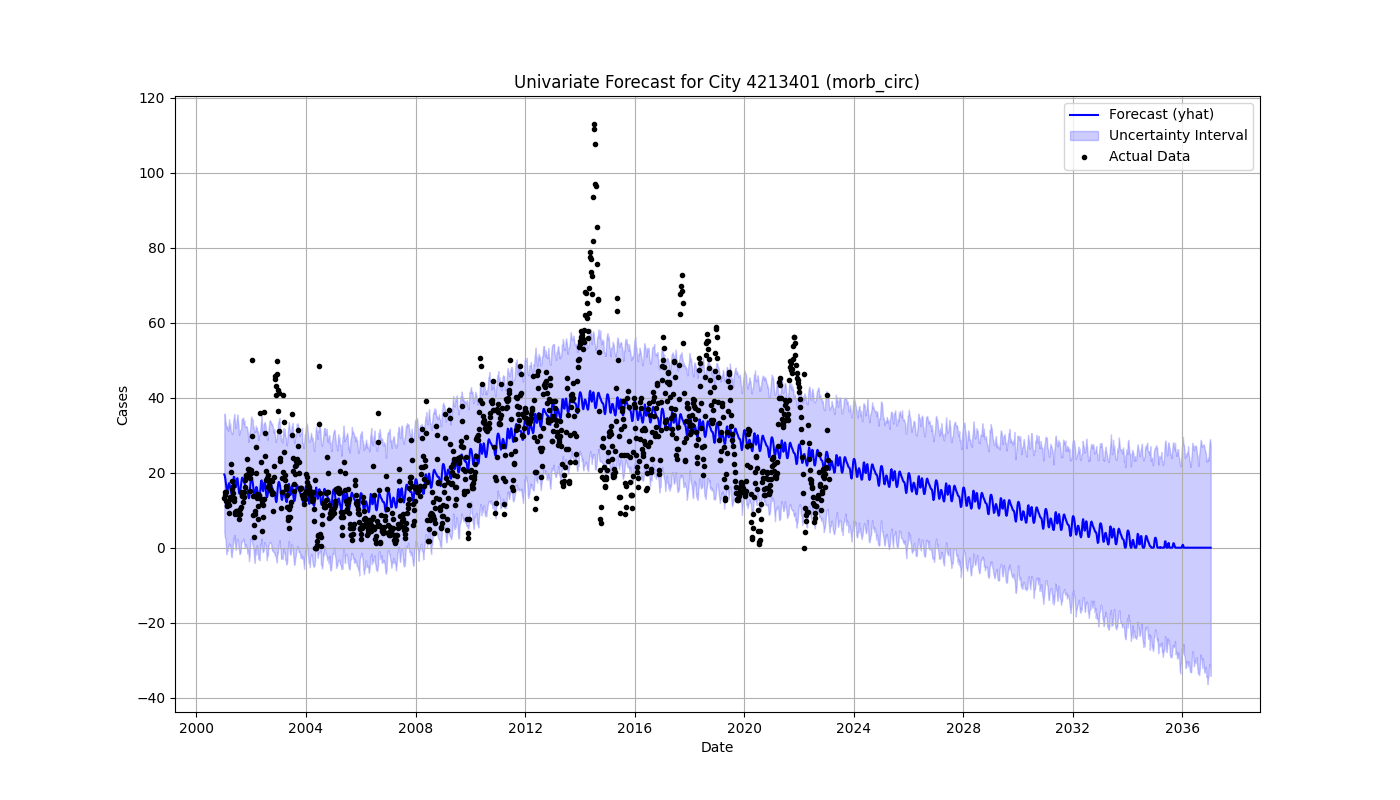 Univariate Forecast for City 4213401 (morb_circ)
Forecast (yhat)
Uncertainty Interval
Actual Data
120
100
80
60
40
20
0
−20
−40
Cases
2000 2004 2008 2012 2016 2020 2024 2028 2032 2036
Date